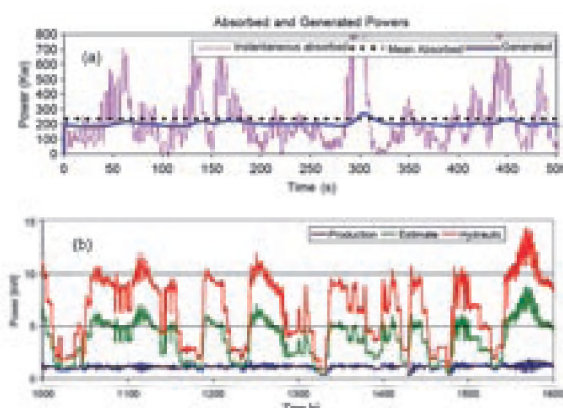 Absorbed and Generated Powers
(a)
Instantaneous absorbed
Mean Absorbed
Generated
Power (Kw)
800
700
600
500
400
300
200
100
0
0 50 100 150 200 250 300 350 400 450 500
Time (s)
(b)
Production
Estimate
Hydraulic
Power (kW)
15
10
5
0
1000 1100 1200 1300 1400 1500 1600